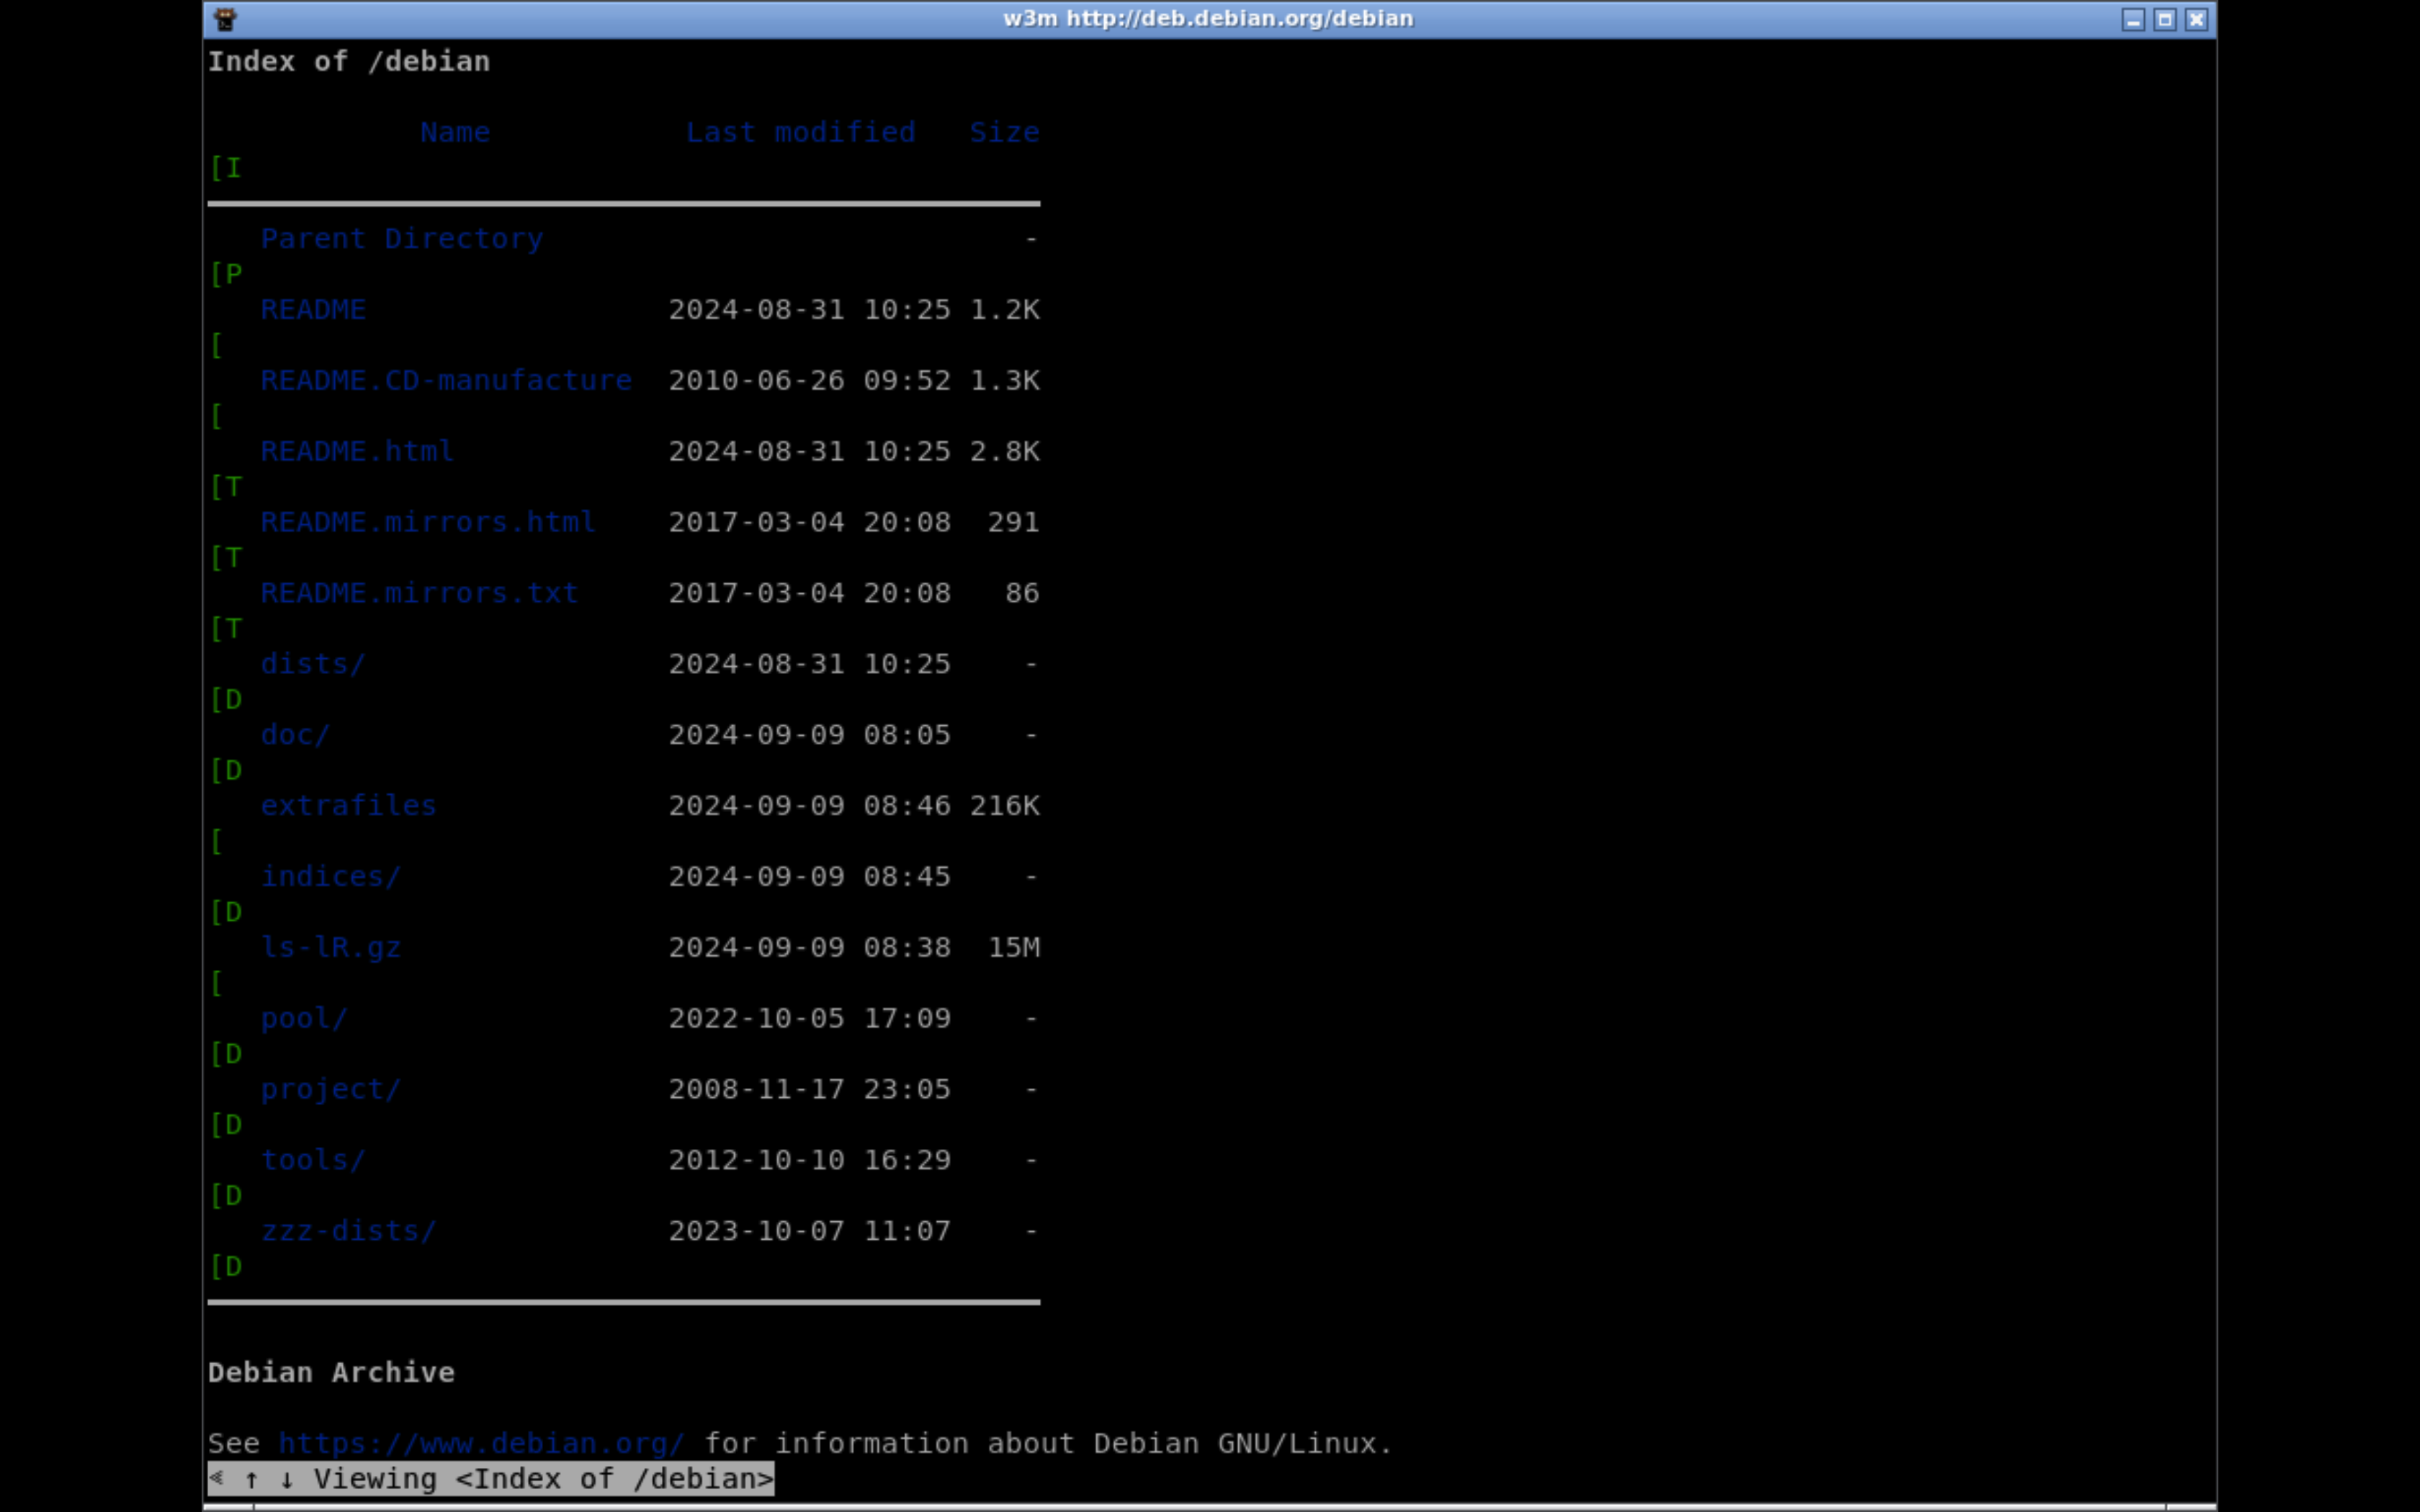 w3m http://deb.debian.org/debian
Index of /debian
Name Last modified Size
[I
Parent Directory -
[P
README 2024-08-31 10:25 1.2K
[
README.CD-manufacture 2010-06-26 09:52 1.3K
[
README.html 2024-08-31 10:25 2.8K
[T
README.mirrors.html 2017-03-04 20:08 291
[T
README.mirrors.txt 2017-03-04 20:08 86
[T
dists/ 2024-08-31 10:25 -
[D
doc/ 2024-09-09 08:05 -
[D
extrafiles 2024-09-09 08:46 216K
[
indices/ 2024-09-09 08:45 -
[D
ls-lR.gz 2024-09-09 08:38 15M
[
pool/ 2022-10-05 17:09 -
[D
project/ 2008-11-17 23:05 -
[D
tools/ 2012-10-10 16:29 -
[D
zzz-dists/ 2023-10-07 11:07 -
[D
Debian Archive
See https://www.debian.org/ for information about Debian GNU/Linux.
⋞ ↑ ↓ Viewing <Index of /debian>